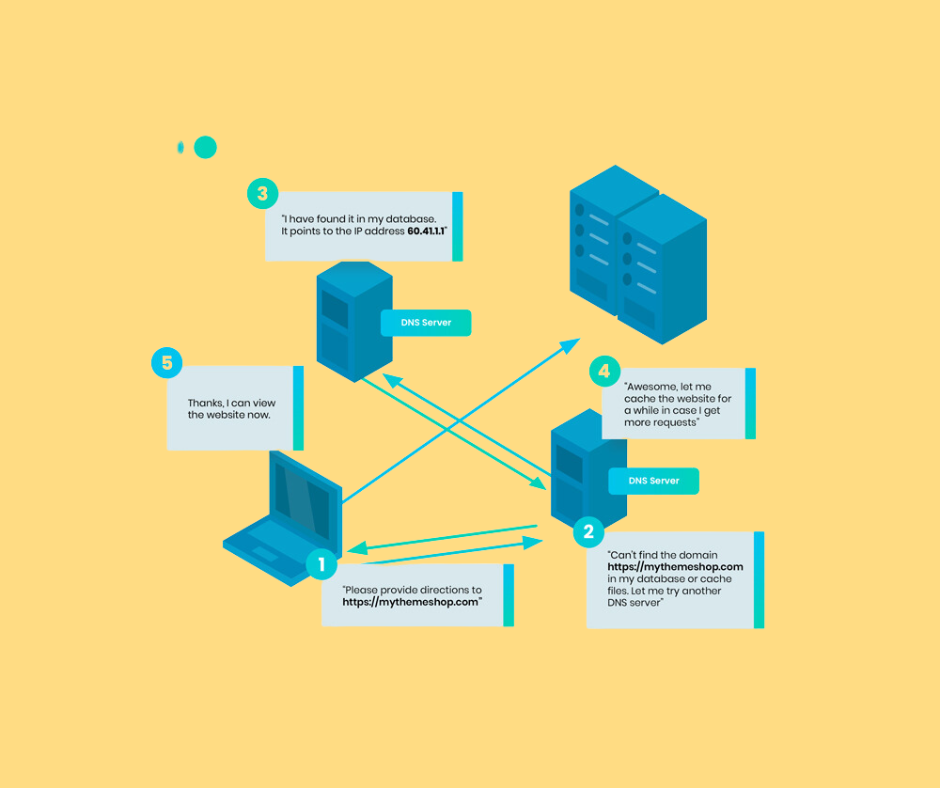 3
"I have found it in my database.
It points to the IP address 60.41.1.1"
DNS Server
5
Thanks, I can view
the website now.
4
"Awesome, let me
cache the website for
a while in case I get
more requests"
DNS Server
2
"Can't find the domain
https://mythemeshop.com
in my database or cache
files. Let me try another
DNS server"
1
"Please provide directions to
https://mythemeshop.com"